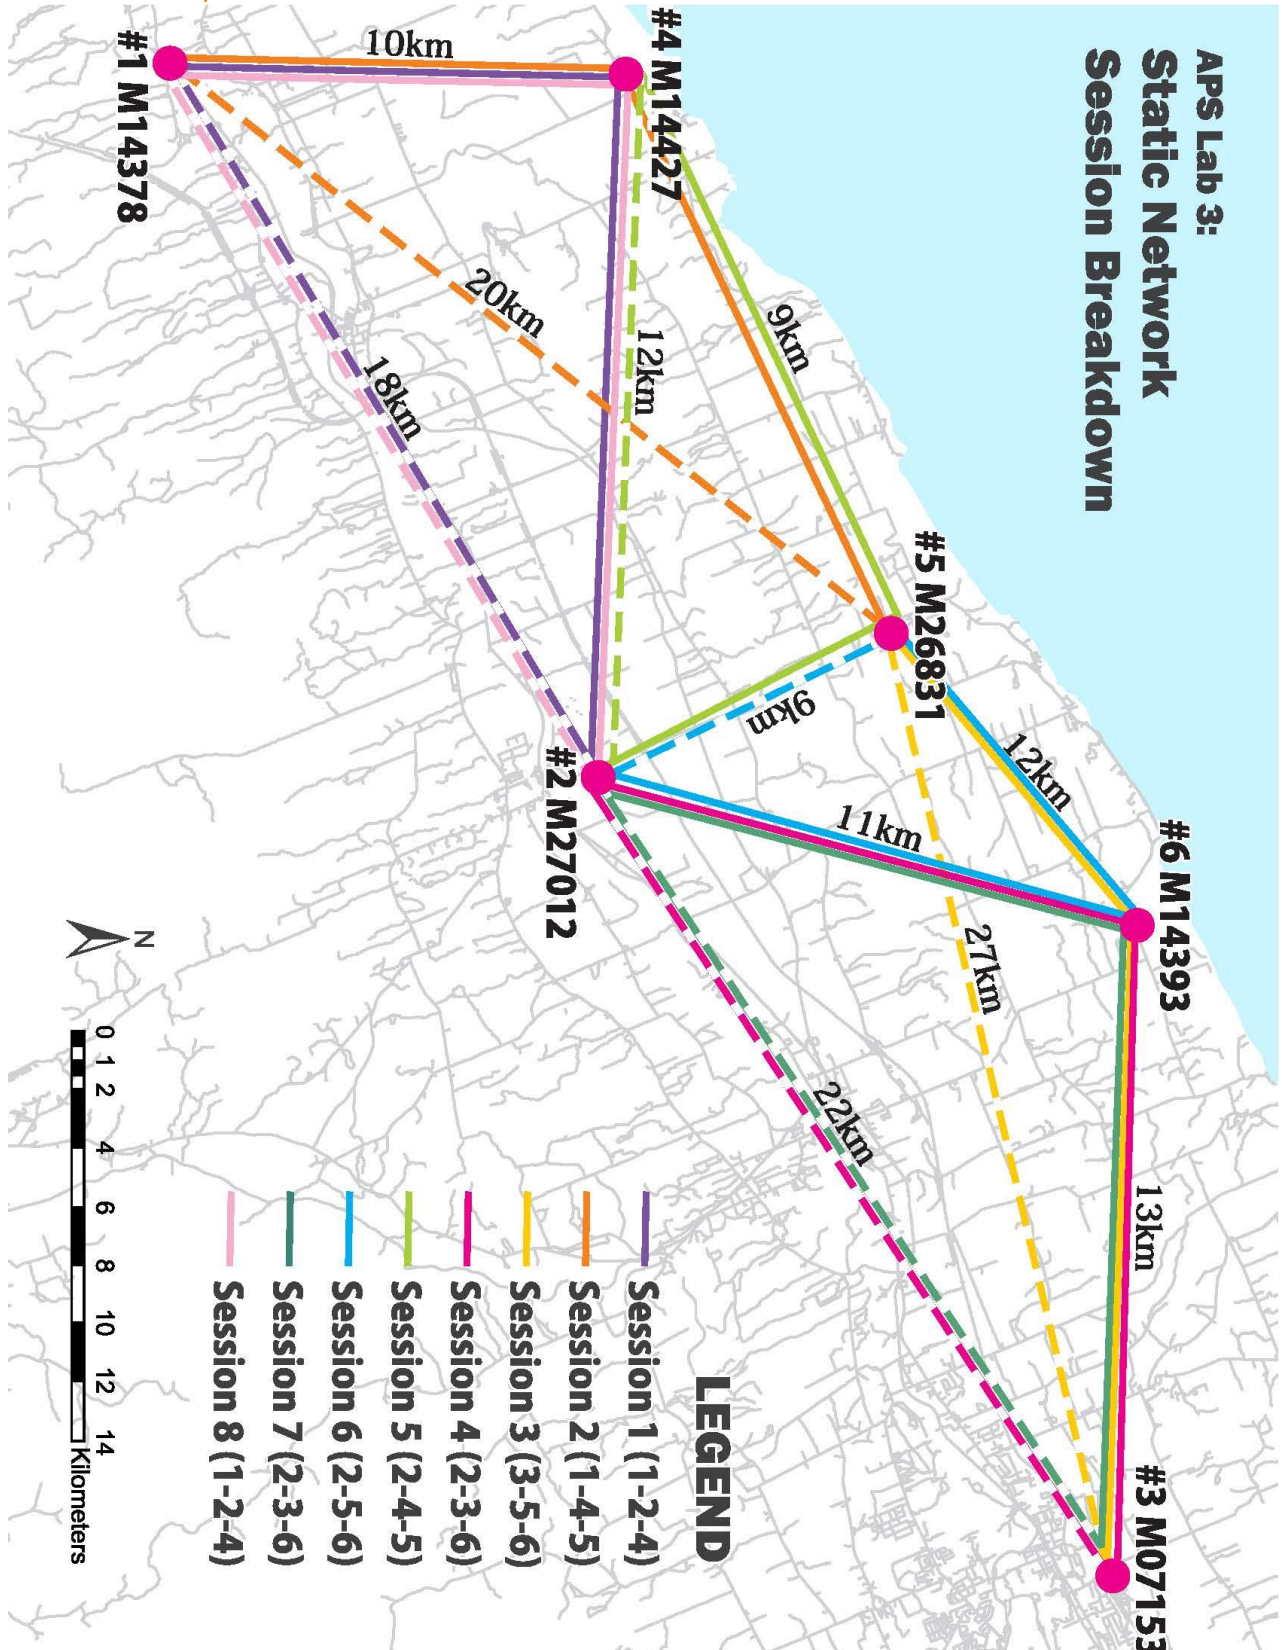 APS Lab 3:
Static Network
Session Breakdown
#4 M14427
#1 M14378
10km
9km
20km
12km
18km
#5 M26831
9km
12km
#2 M27012
11km
#6 M14393
27km
22km
13km
#3 M07153
N
0 1 2 4 6 8 10 12 14
Kilometers
LEGEND
Session 1 (1-2-4)
Session 2 (1-4-5)
Session 3 (3-5-6)
Session 4 (2-3-6)
Session 5 (2-4-5)
Session 6 (2-5-6)
Session 7 (2-3-6)
Session 8 (1-2-4)